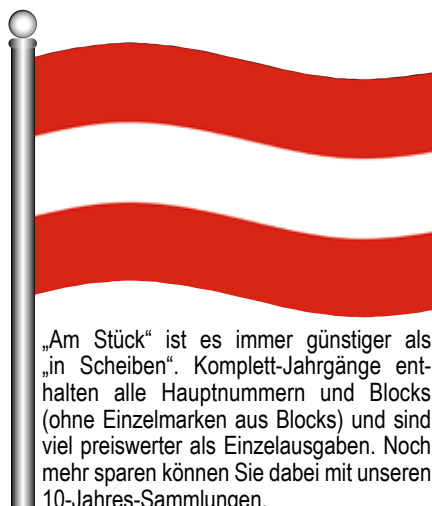 „Am Stück“ ist es immer günstiger als
„in Scheiben“. Komplett-Jahrgänge ent-
halten alle Hauptnummern und Blocks
(ohne Einzelmarken aus Blocks) und sind
viel preiswerter als Einzelausgaben. Noch
mehr sparen können Sie dabei mit unseren
10-Jahres-Sammlungen.